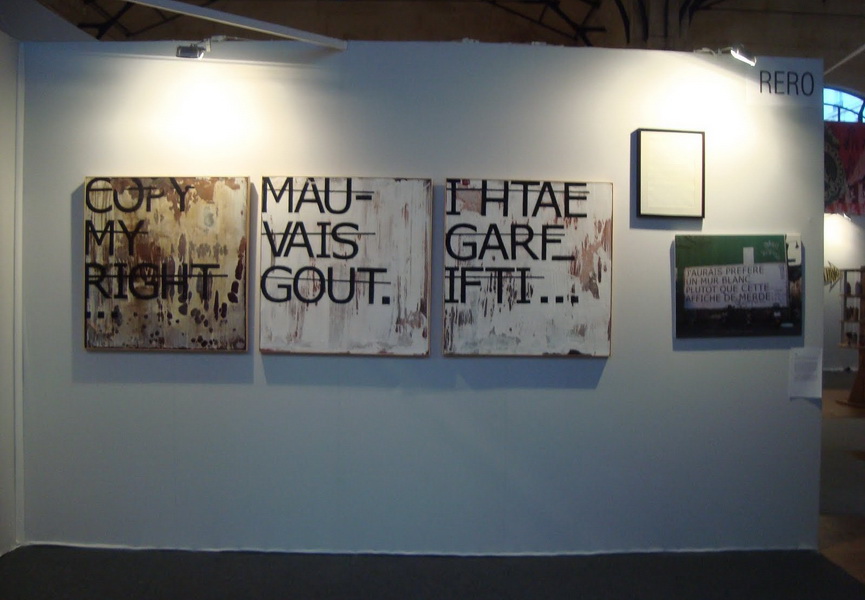 RERO
COPY
MY
RIGHT
...
MAU-
VAIS
GOUT.
I HTAE
GARF_
IFTI...
J'AURAIS PREFERE
UN MUR BLANC
PLUTOT QUE CETTE
AFFICHE DE MERDE...